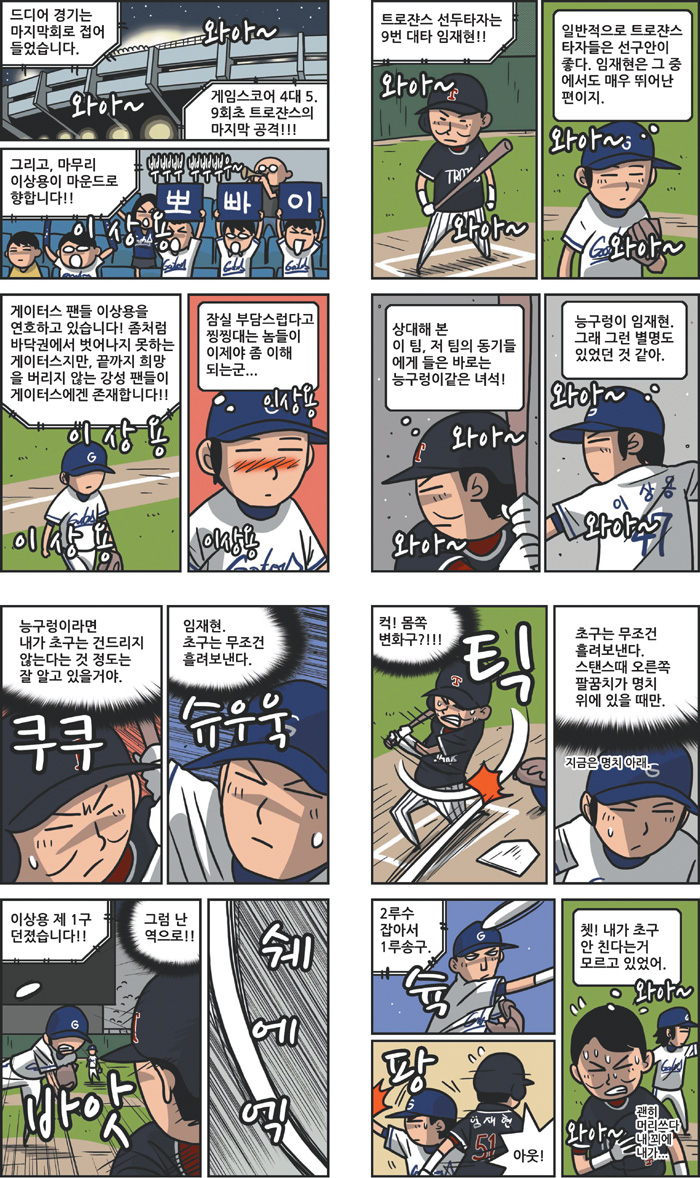 드디어 경기는
마지막회로 접어
들었습니다.
와아~
와아~
게임스코어 4대 5.
9회초 트로쟌스의
마지막 공격!!!
그리고, 마무리
이상용이 마운드로
향합니다!!
뿌뿌뿌 뿌뿌뿌우~
이 상 용
뽀 빠 이
Gators
게이터스 팬들 이상용을
연호하고 있습니다! 좀처럼
바닥권에서 벗어나지 못하는
게이터스지만, 끝까지 희망
을 버리지 않는 강성 팬들이
게이터스에겐 존재합니다!!
이 상 용
G
Gators
이 상 용
잠실 부담스럽다고
찡찡대는 놈들이
이제야 좀 이해
되는군...
이상용
이상용
Gators
트로쟌스 선두타자는
9번 대타 임재현!!
와아~
T
와아~
일반적으로 트로쟌스
타자들은 선구안이
좋다. 임재현은 그 중
에서도 매우 뛰어난
편이지.
와아~
G
Gators
와아~
상대해 본
이 팀, 저 팀의 동기들
에게 들은 바로는
능구렁이같은 녀석!
와아~
T
와아~
능구렁이 임재현.
그래 그런 별명도
있었던 것 같아.
와아~
이 상 용
47
와아~
능구렁이라면
내가 초구는 건드리지
않는다는 것 정도는
잘 알고 있을거야.
쿠쿠
T
임재현.
초구는 무조건
흘려보낸다.
슈우욱
이상용 제 1구
던졌습니다!!
G
바앗
그럼 난
역으로!!
T
쉐
에
엑
컥! 몸쪽
변화구?!!!
틱
T
초구는 무조건
흘려보낸다.
스탠스때 오른쪽
팔꿈치가 명치
위에 있을 때만.
지금은 명치 아래.
G
2루수
잡아서
1루송구.
G
슉
팡
G
임재현
51
아웃!
쳇! 내가 초구
안 친다는거
모르고 있었어.
와아~
Gators
와아~
괜히
머리쓰다
내 꾀에
내가...